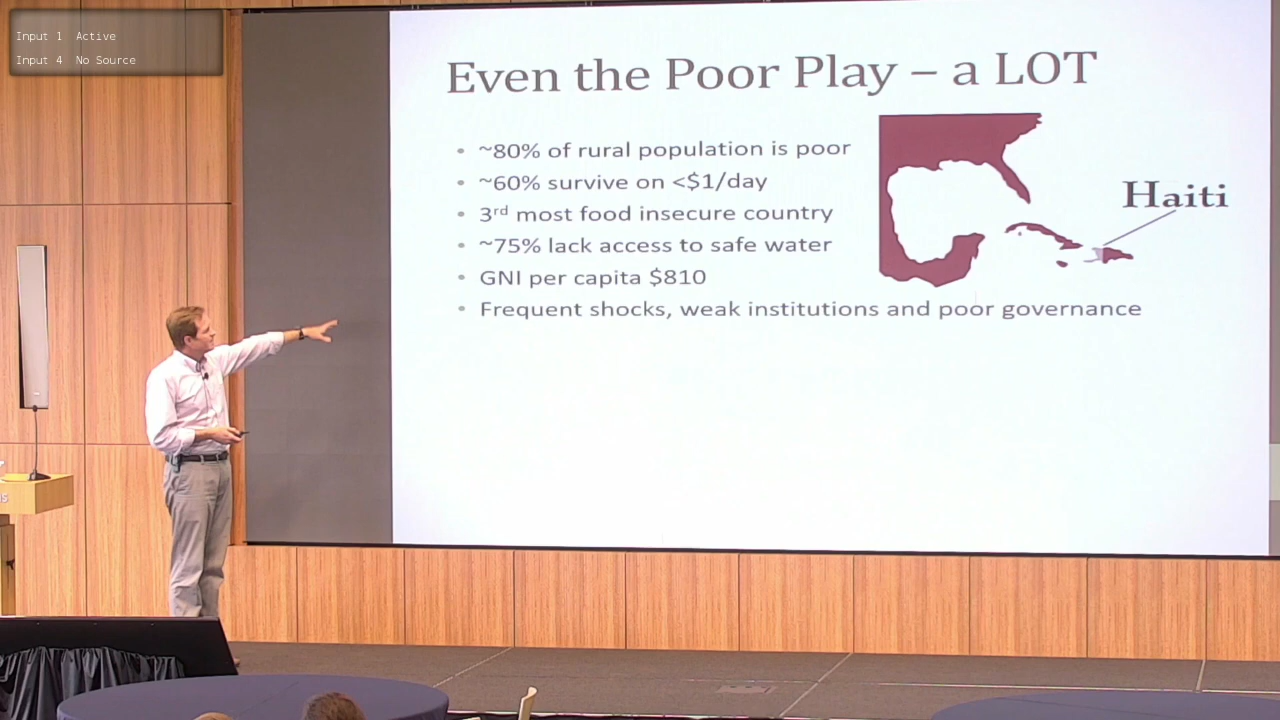 Input 1  Active
Input 4  No Source
Even the Poor Play – a LOT
• ~80% of rural population is poor
• ~60% survive on <$1/day
• 3rd most food insecure country
• ~75% lack access to safe water
• GNI per capita $810
• Frequent shocks, weak institutions and poor governance
Haiti